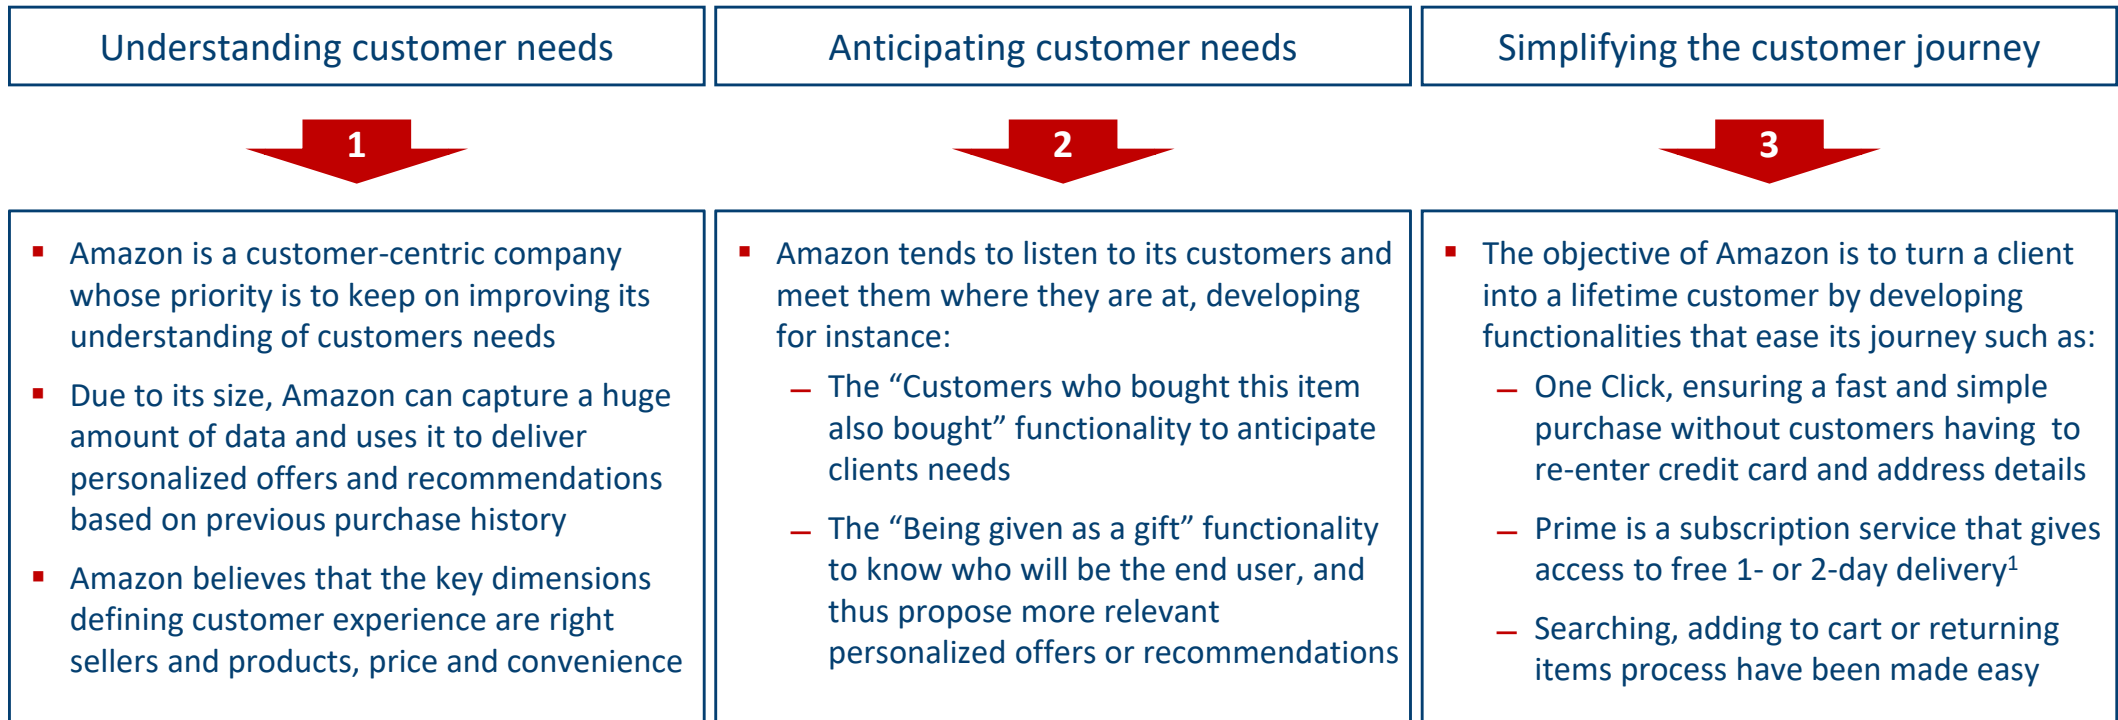 Understanding customer needs
Anticipating customer needs
Simplifying the customer journey
1
2
3
▪ Amazon is a customer-centric company
whose priority is to keep on improving its
understanding of customers needs
▪ Due to its size, Amazon can capture a huge
amount of data and uses it to deliver
personalized offers and recommendations
based on previous purchase history
▪ Amazon believes that the key dimensions
defining customer experience are right
sellers and products, price and convenience
▪ Amazon tends to listen to its customers and
meet them where they are at, developing
for instance:
– The “Customers who bought this item
also bought” functionality to anticipate
clients needs
– The “Being given as a gift” functionality
to know who will be the end user, and
thus propose more relevant
personalized offers or recommendations
▪ The objective of Amazon is to turn a client
into a lifetime customer by developing
functionalities that ease its journey such as:
– One Click, ensuring a fast and simple
purchase without customers having to
re-enter credit card and address details
– Prime is a subscription service that gives
access to free 1- or 2-day delivery¹
– Searching, adding to cart or returning
items process have been made easy